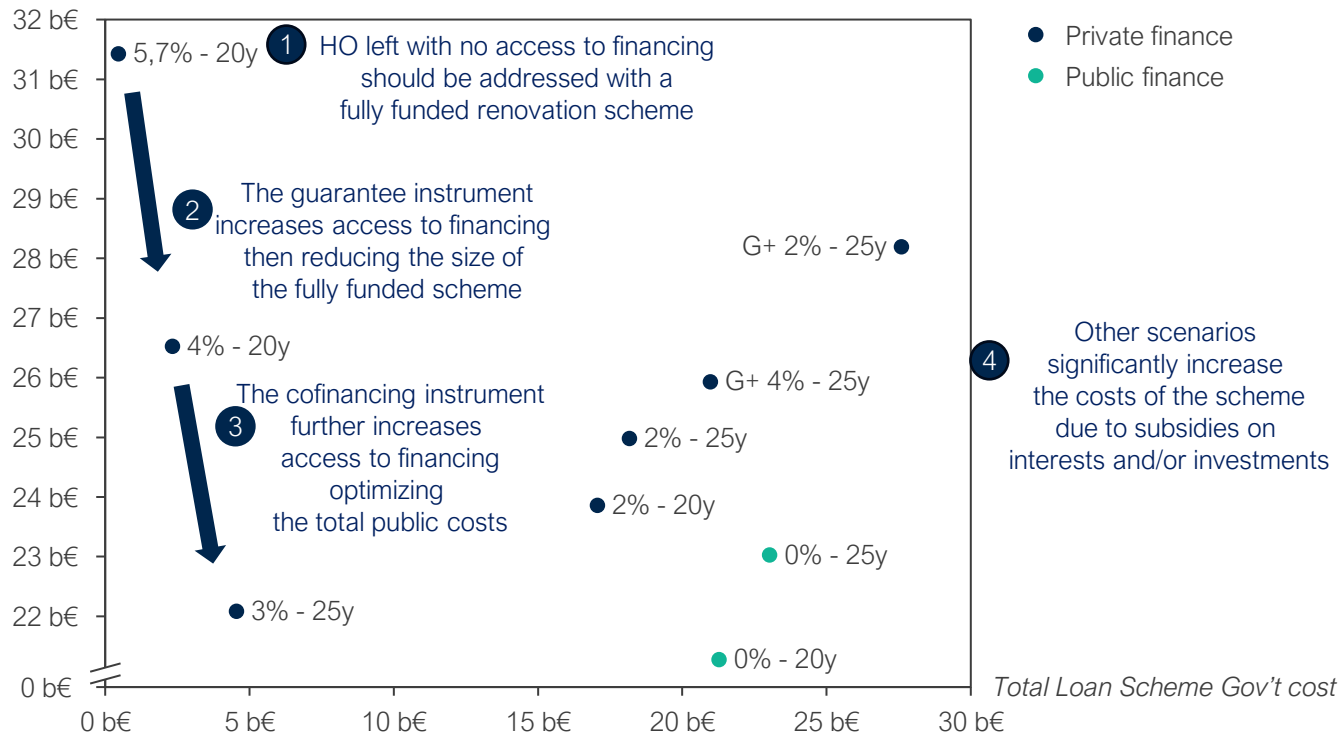 32 b€
31 b€
30 b€
29 b€
28 b€
27 b€
26 b€
25 b€
24 b€
23 b€
22 b€
0 b€
5,7% - 20y
1
HO left with no access to financing
should be addressed with a
fully funded renovation scheme
Private finance
Public finance
2
The guarantee instrument
increases access to financing
then reducing the size of
the fully funded scheme
G+ 2% - 25y
4% - 20y
3
The cofinancing instrument
further increases
access to financing
optimizing
the total public costs
G+ 4% - 25y
2% - 25y
2% - 20y
4
Other scenarios
significantly increase
the costs of the scheme
due to subsidies on
interests and/or investments
0% - 25y
3% - 25y
0% - 20y
Total Loan Scheme Gov't cost
0 b€
5 b€
10 b€
15 b€
20 b€
25 b€
30 b€